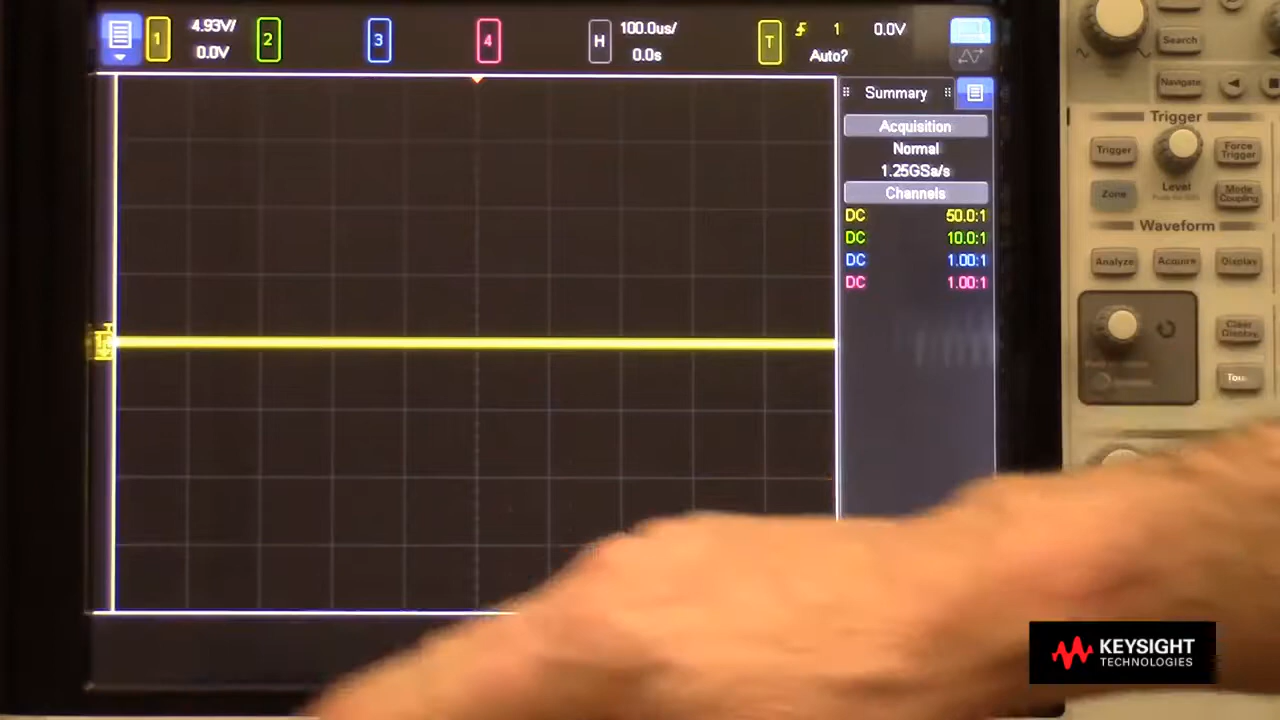 1
4.93V/
0.0V
2
3
4
H
100.0us/
0.0s
T
1
0.0V
Auto?
Summary
Acquisition
Normal
1.25GSa/s
Channels
DC 50.0:1
DC 10.0:1
DC 1.00:1
DC 1.00:1
Search
Navigate
Trigger
Trigger
Force
Trigger
Level
Zone
Mode
Coupling
Waveform
Analyze
Acquire
Display
Clear
Display
Tou
KEYSIGHT
TECHNOLOGIES